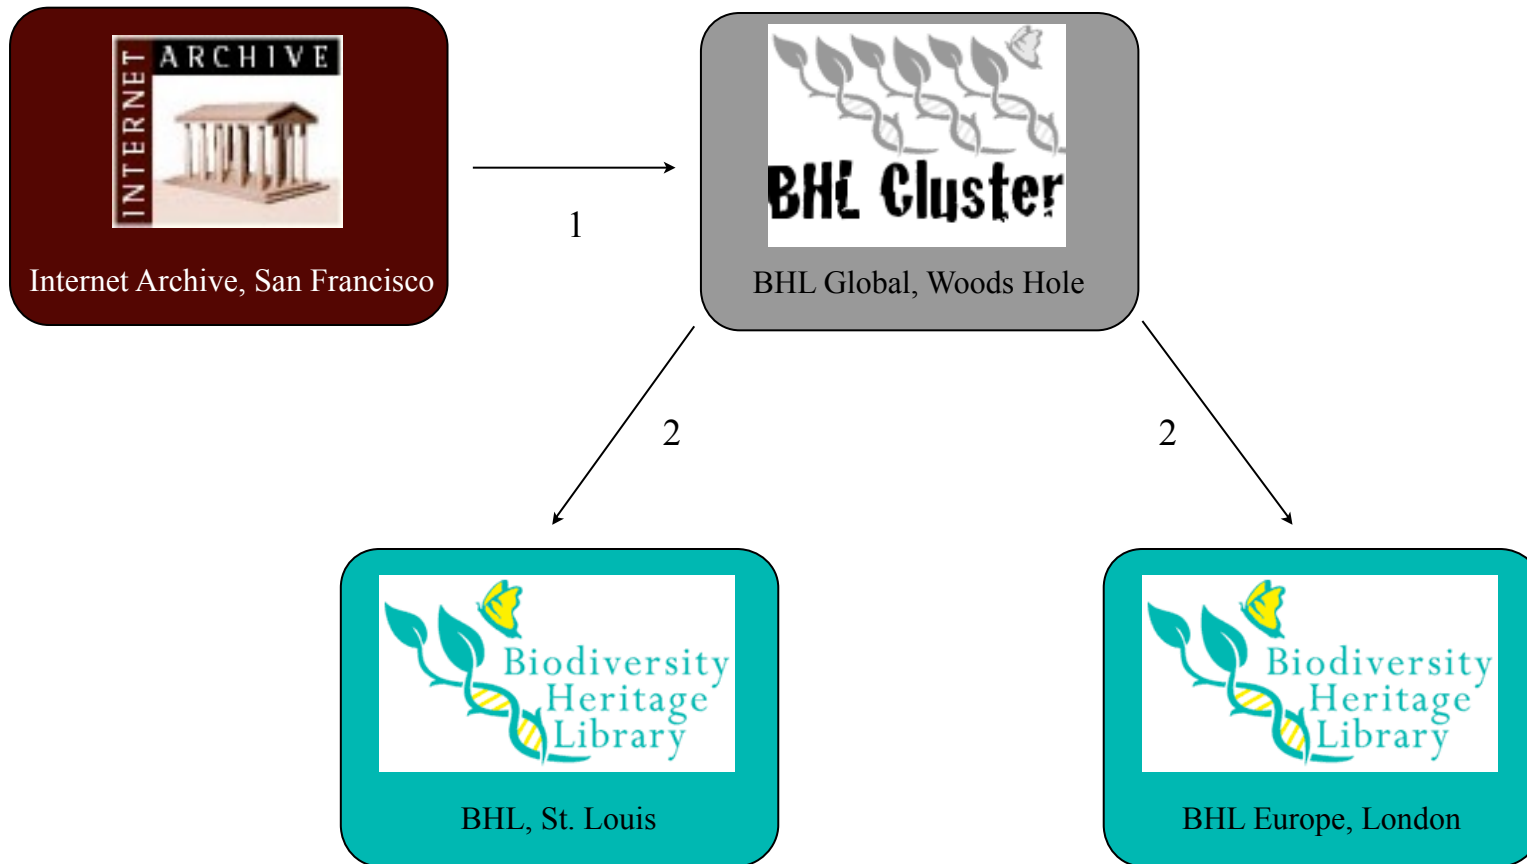 INTERNET
ARCHIVE
Internet Archive, San Francisco
1
BHL Cluster
BHL Global, Woods Hole
2
2
Biodiversity
Heritage
Library
BHL, St. Louis
Biodiversity
Heritage
Library
BHL Europe, London